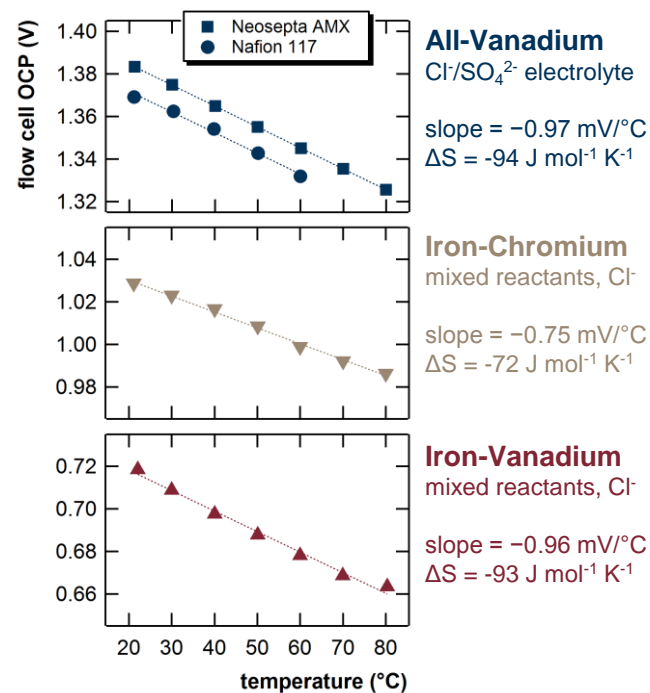 Neosepta AMX
Nafion 117
flow cell OCP (V)
1.40
1.38
1.36
1.34
1.32
All-Vanadium
Cl⁻/SO₄²⁻ electrolyte
slope = −0.97 mV/°C
ΔS = -94 J mol⁻¹ K⁻¹
1.04
1.02
1.00
0.98
Iron-Chromium
mixed reactants, Cl⁻
slope = −0.75 mV/°C
ΔS = -72 J mol⁻¹ K⁻¹
0.72
0.70
0.68
0.66
Iron-Vanadium
mixed reactants, Cl⁻
slope = −0.96 mV/°C
ΔS = -93 J mol⁻¹ K⁻¹
20 30 40 50 60 70 80
temperature (°C)